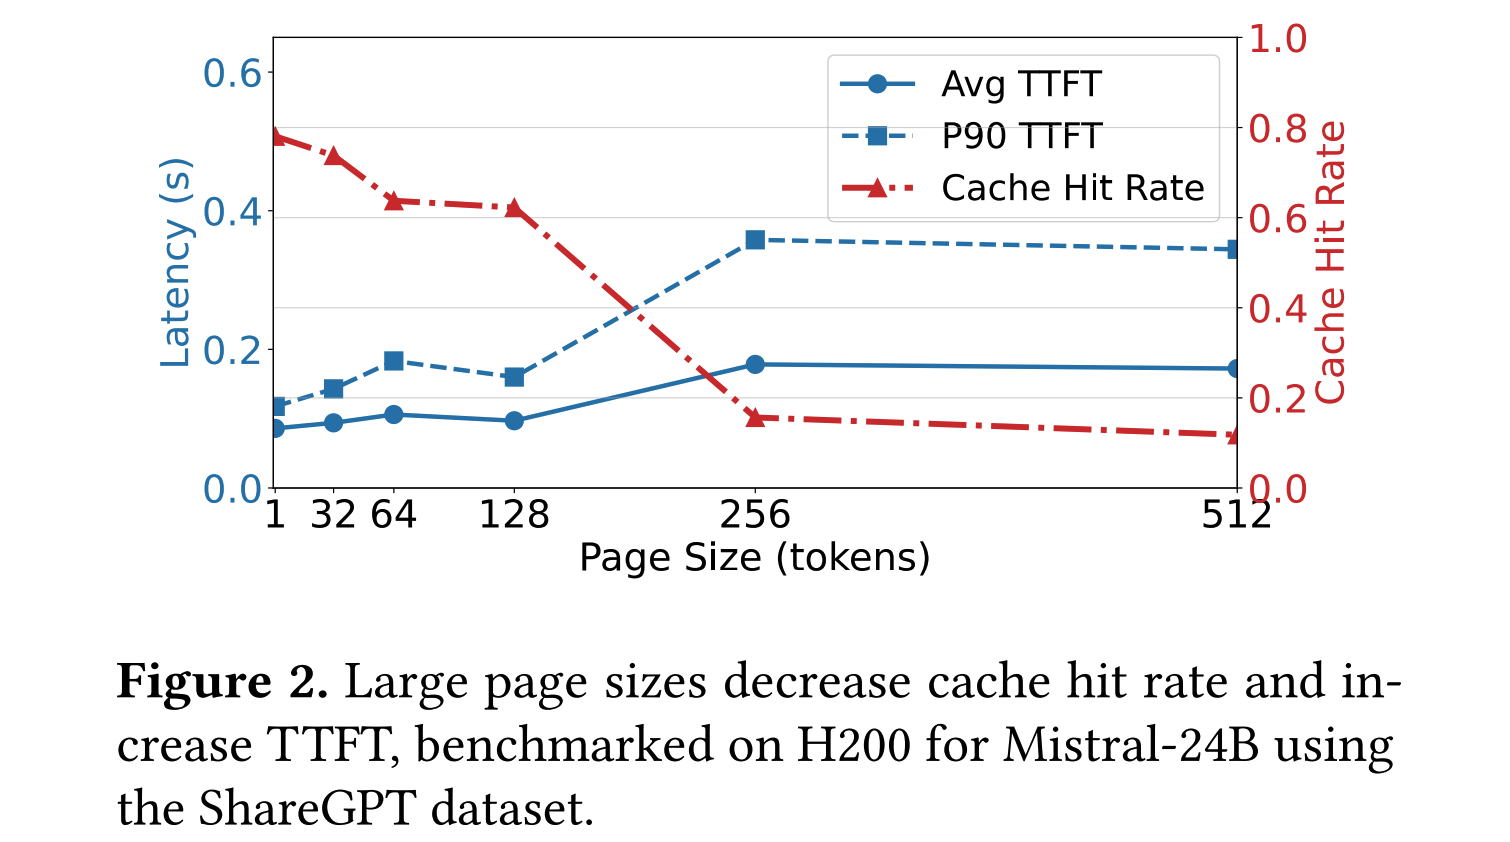 0.6
0.4
0.2
0.0
Latency (s)
1.0
0.8
0.6
0.4
0.2
0.0
Cache Hit Rate
Avg TTFT
P90 TTFT
Cache Hit Rate
1 32 64 128 256 512
Page Size (tokens)
Figure 2. Large page sizes decrease cache hit rate and in-
crease TTFT, benchmarked on H200 for Mistral-24B using
the ShareGPT dataset.